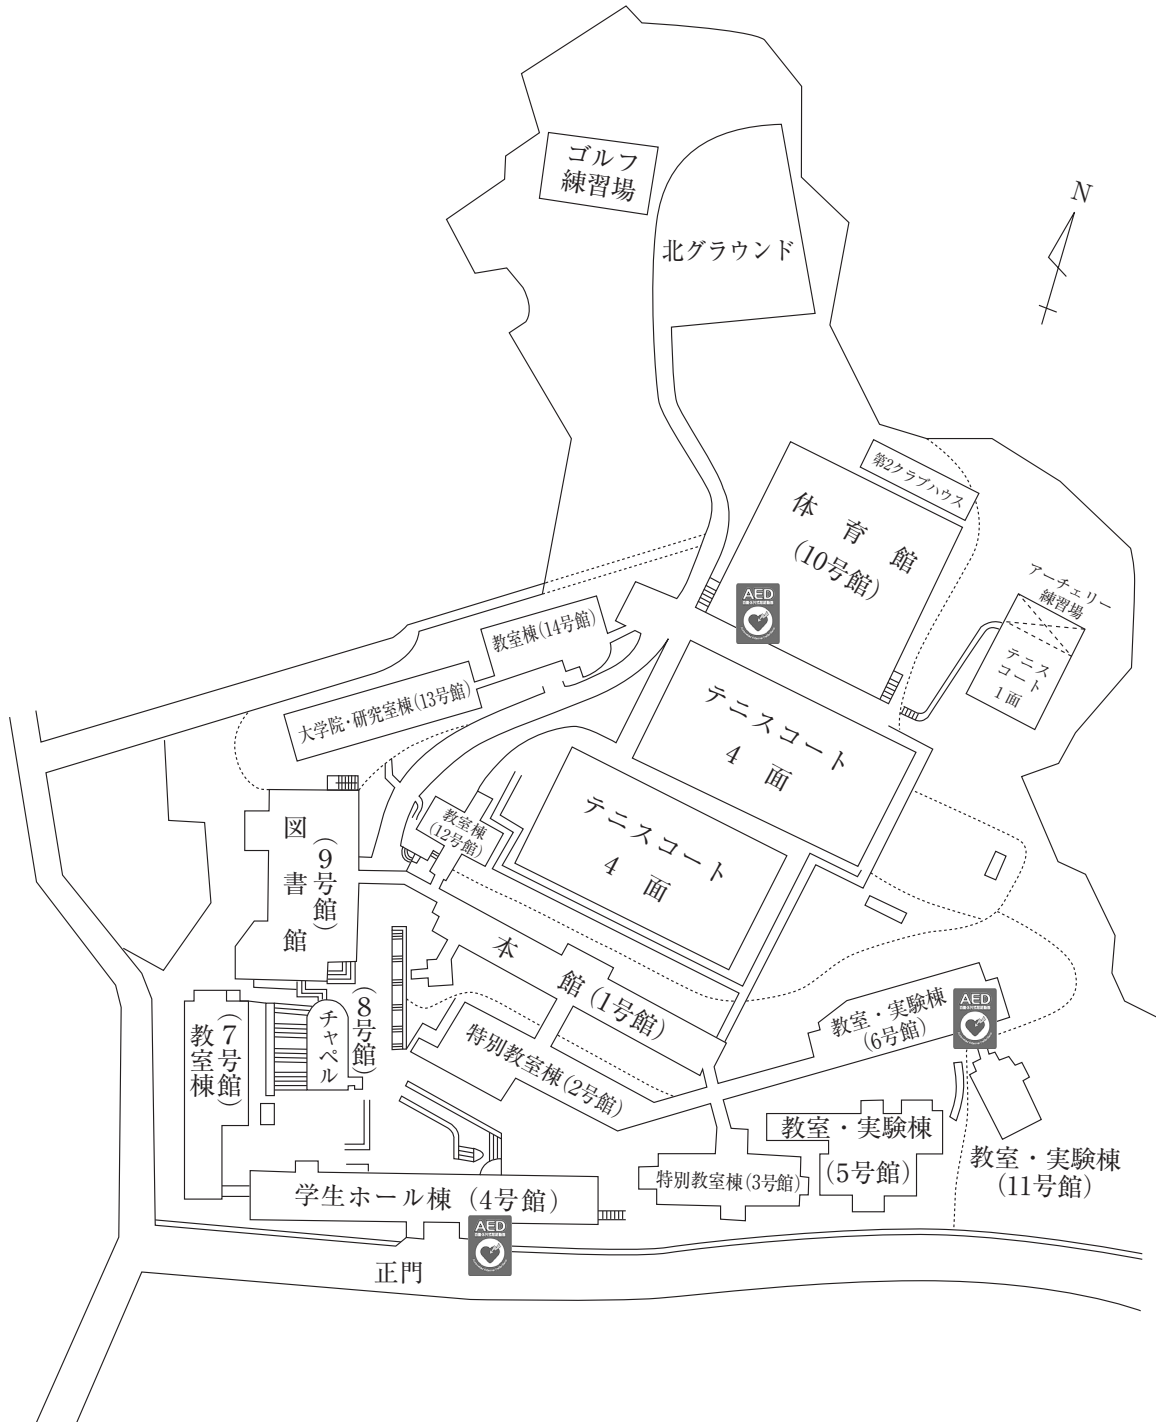 ゴルフ
練習場
N
北グラウンド
第2クラブハウス
体育館
(10号館)
アーチェリー
練習場
AED
テニス
コート
1面
教室棟(14号館)
大学院・研究室棟(13号館)
テニスコート
4面
テニスコート
4面
教室棟
(12号館)
図書館
(9号館)
本館(1号館)
特別教室棟(2号館)
教室・実験棟
(6号館)
AED
チャペル
(8号館)
教室棟
(7号館)
教室・実験棟
(5号館)
教室・実験棟
(11号館)
特別教室棟(3号館)
学生ホール棟(4号館)
AED
正門